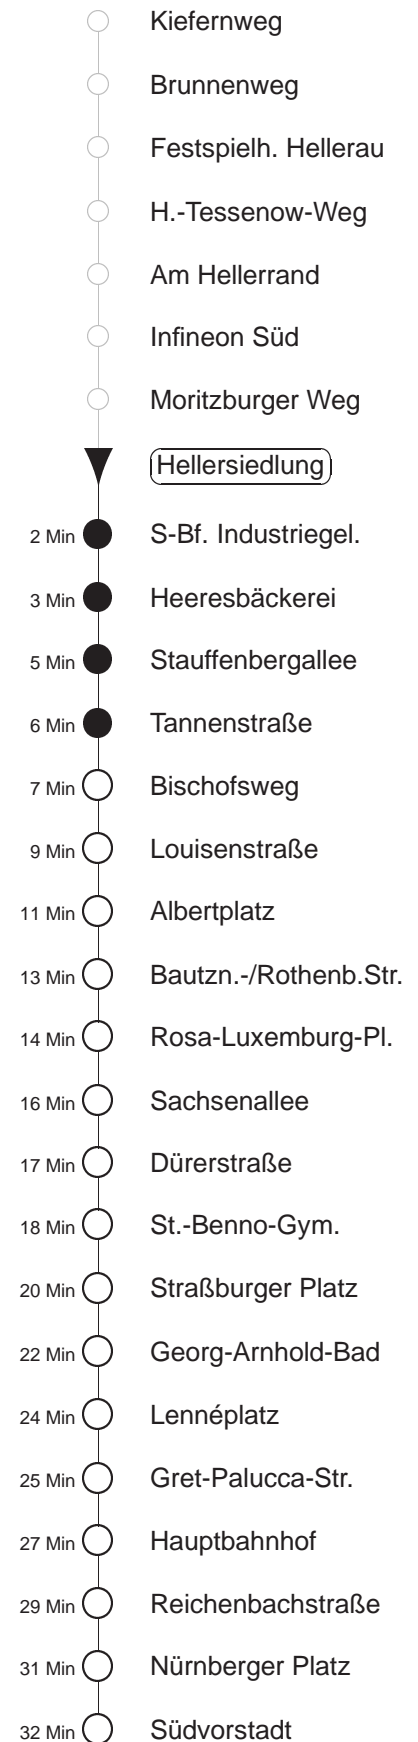 Kiefernweg
Brunnenweg
Festspielh. Hellerau
H.-Tessenow-Weg
Am Hellerrand
Infineon Süd
Moritzburger Weg
Hellersiedlung
2 Min S-Bf. Industriegel.
3 Min Heeresbäckerei
5 Min Stauffenbergallee
6 Min Tannenstraße
7 Min Bischofsweg
9 Min Louisenstraße
11 Min Albertplatz
13 Min Bautzn.-/Rothenb.Str.
14 Min Rosa-Luxemburg-Pl.
16 Min Sachsenallee
17 Min Dürerstraße
18 Min St.-Benno-Gym.
20 Min Straßburger Platz
22 Min Georg-Arnhold-Bad
24 Min Lennéplatz
25 Min Gret-Palucca-Str.
27 Min Hauptbahnhof
29 Min Reichenbachstraße
31 Min Nürnberger Platz
32 Min Südvorstadt